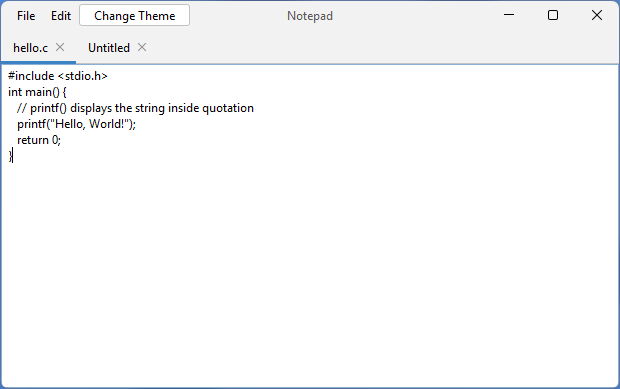 File Edit Change Theme Notepad
hello.c Untitled
#include <stdio.h>
int main() {
   // printf() displays the string inside quotation
   printf("Hello, World!");
   return 0;
}